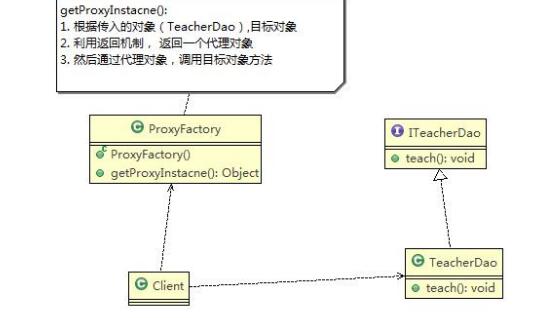 getProxyInstacne():
1. 根据传入的对象（TeacherDao）,目标对象
2. 利用返回机制，返回一个代理对象
3. 然后通过代理对象，调用目标对象方法
C ProxyFactory
C ProxyFactory()
getProxyInstacne(): Object
I ITeacherDao
teach(): void
C Client
C TeacherDao
teach(): void